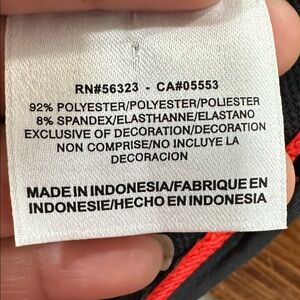 RN#56323 - CA#05553
92% POLYESTER/POLYESTER/POLIESTER
8% SPANDEX/ELASTHANNE/ELASTANO
EXCLUSIVE OF DECORATION/DECORATION
NON COMPRISE/NO INCLUYE LA
DECORACION
MADE IN INDONESIA/FABRIQUE EN
INDONESIE/HECHO EN INDONESIA